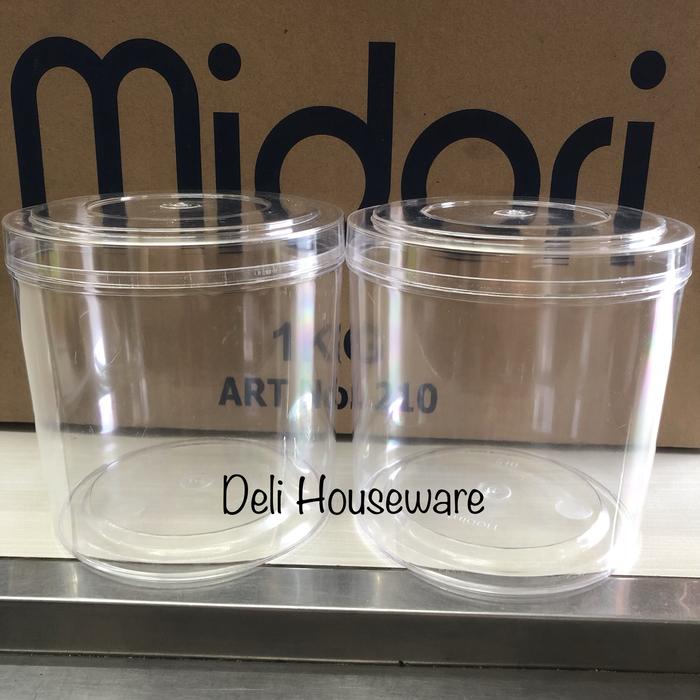 midori
1KG
ART No. 210
Deli Houseware